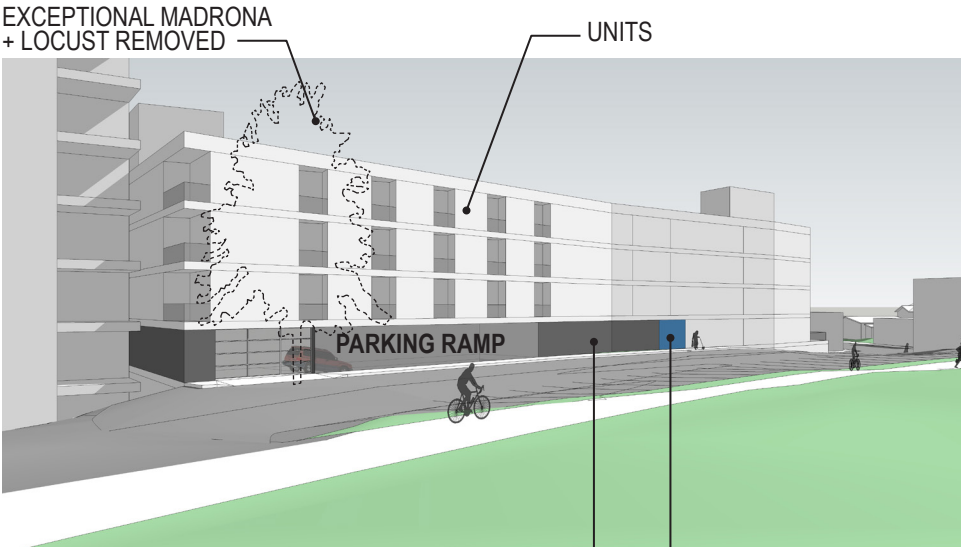 EXCEPTIONAL MADRONA
+ LOCUST REMOVED
UNITS
PARKING RAMP